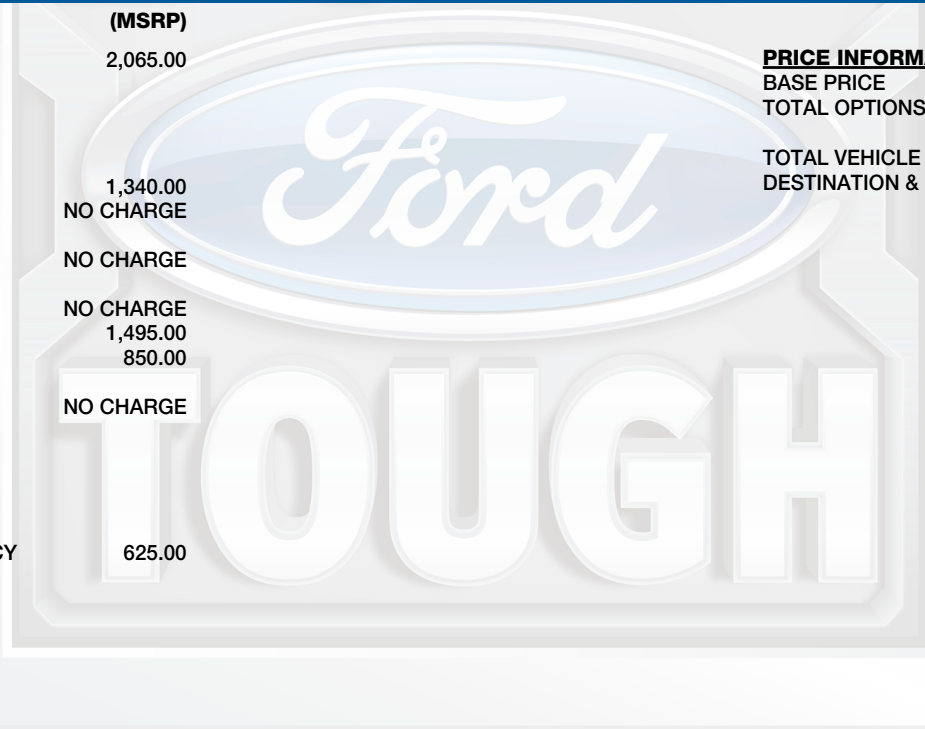 (MSRP)
2,065.00
1,340.00
NO CHARGE
NO CHARGE
NO CHARGE
1,495.00
850.00
NO CHARGE
625.00
PRICE INFORM
BASE PRICE
TOTAL OPTIONS
TOTAL VEHICLE
DESTINATION &
Ford
TOUGH